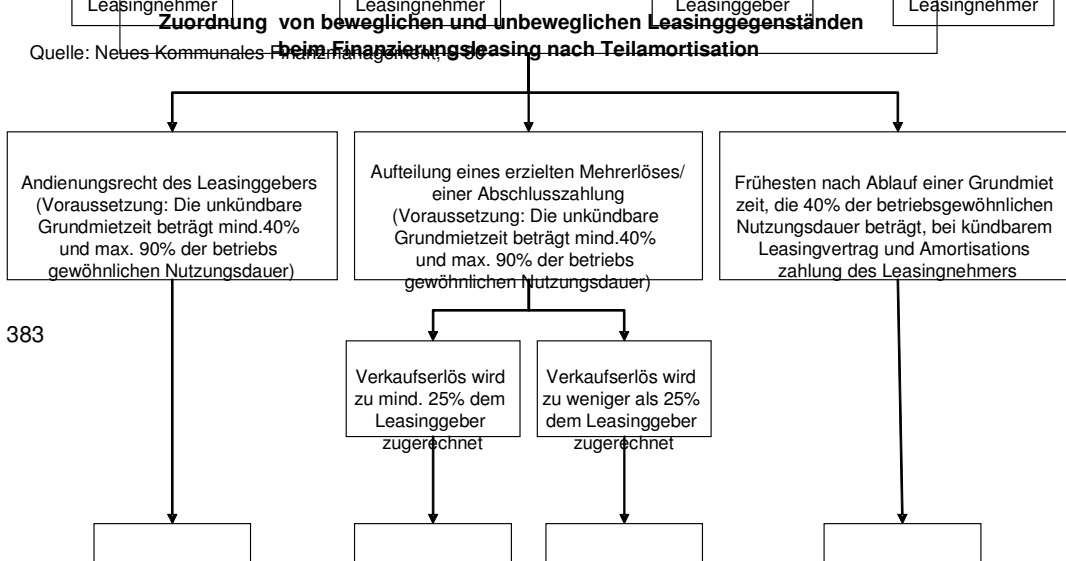 Leasingnehmer
Leasingnehmer
Leasinggeber
Leasingnehmer
Zuordnung von beweglichen und unbeweglichen Leasinggegenständen
beim Finanzierungsleasing nach Teilamortisation
Quelle: Neues Kommunales Finanzmanagement,
Andienungsrecht des Leasinggebers
(Voraussetzung: Die unkündbare
Grundmietzeit beträgt mind.40%
und max. 90% der betriebs
gewöhnlichen Nutzungsdauer)
Aufteilung eines erzielten Mehrerlöses/
einer Abschlusszahlung
(Voraussetzung: Die unkündbare
Grundmietzeit beträgt mind.40%
und max. 90% der betriebs
gewöhnlichen Nutzungsdauer)
Frühesten nach Ablauf einer Grundmiet
zeit, die 40% der betriebsgewöhnlichen
Nutzungsdauer beträgt, bei kündbarem
Leasingvertrag und Amortisations
zahlung des Leasingnehmers
383
Verkaufserlös wird
zu mind. 25% dem
Leasinggeber
zugerechnet
Verkaufserlös wird
zu weniger als 25%
dem Leasinggeber
zugerechnet